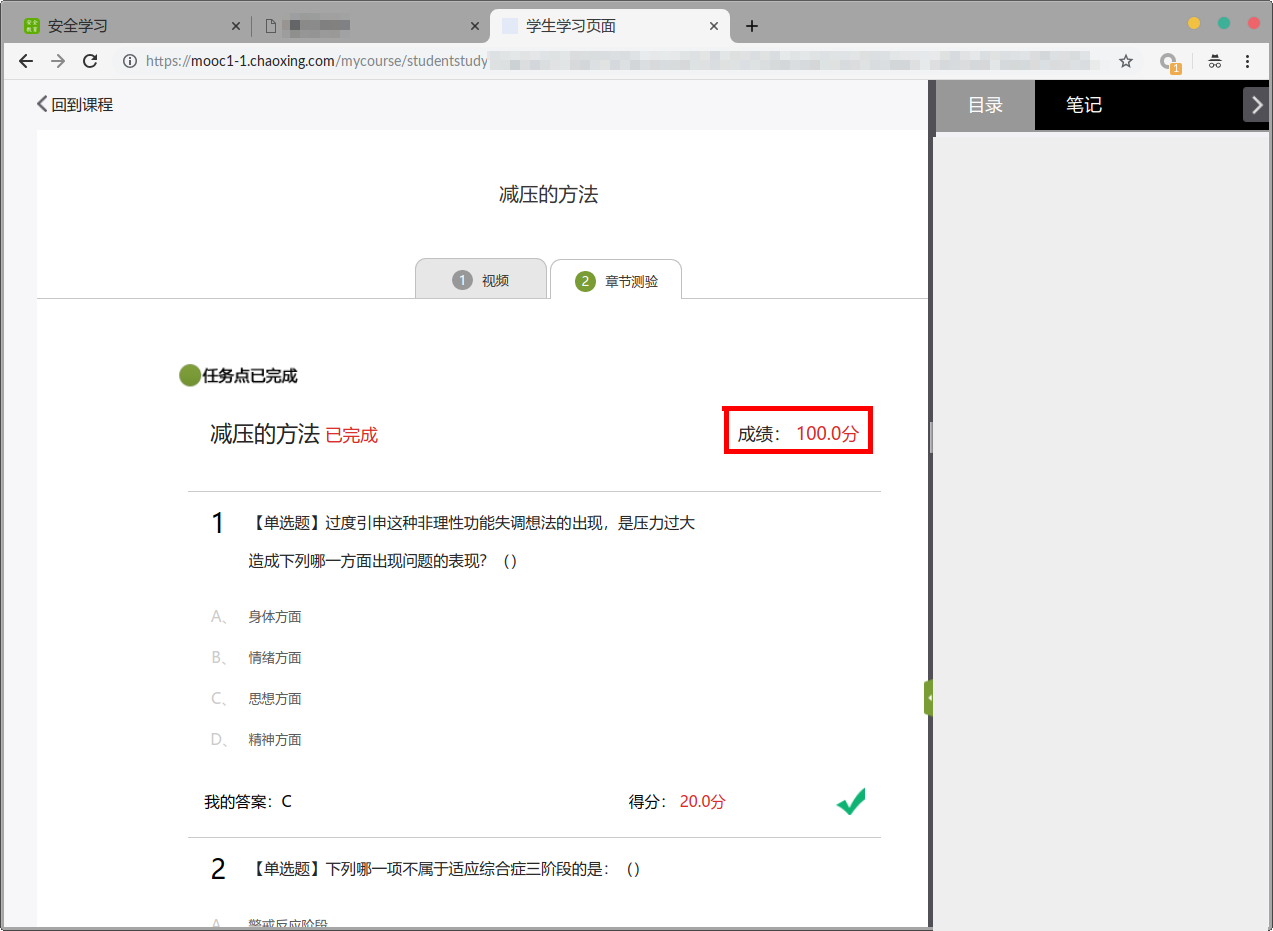 安全学习
学生学习页面
https://mooc1-1.chaoxing.com/mycourse/studentstudy
1
回到课程
目录
笔记
减压的方法
1 视频
2 章节测验
任务点已完成
减压的方法 已完成
成绩： 100.0分
1 【单选题】过度引申这种非理性功能失调想法的出现，是压力过大
造成下列哪一方面出现问题的表现？（）
A、 身体方面
B、 情绪方面
C、 思想方面
D、 精神方面
我的答案：C
得分： 20.0分
2 【单选题】下列哪一项不属于适应综合症三阶段的是：（）
A、 警戒反应阶段